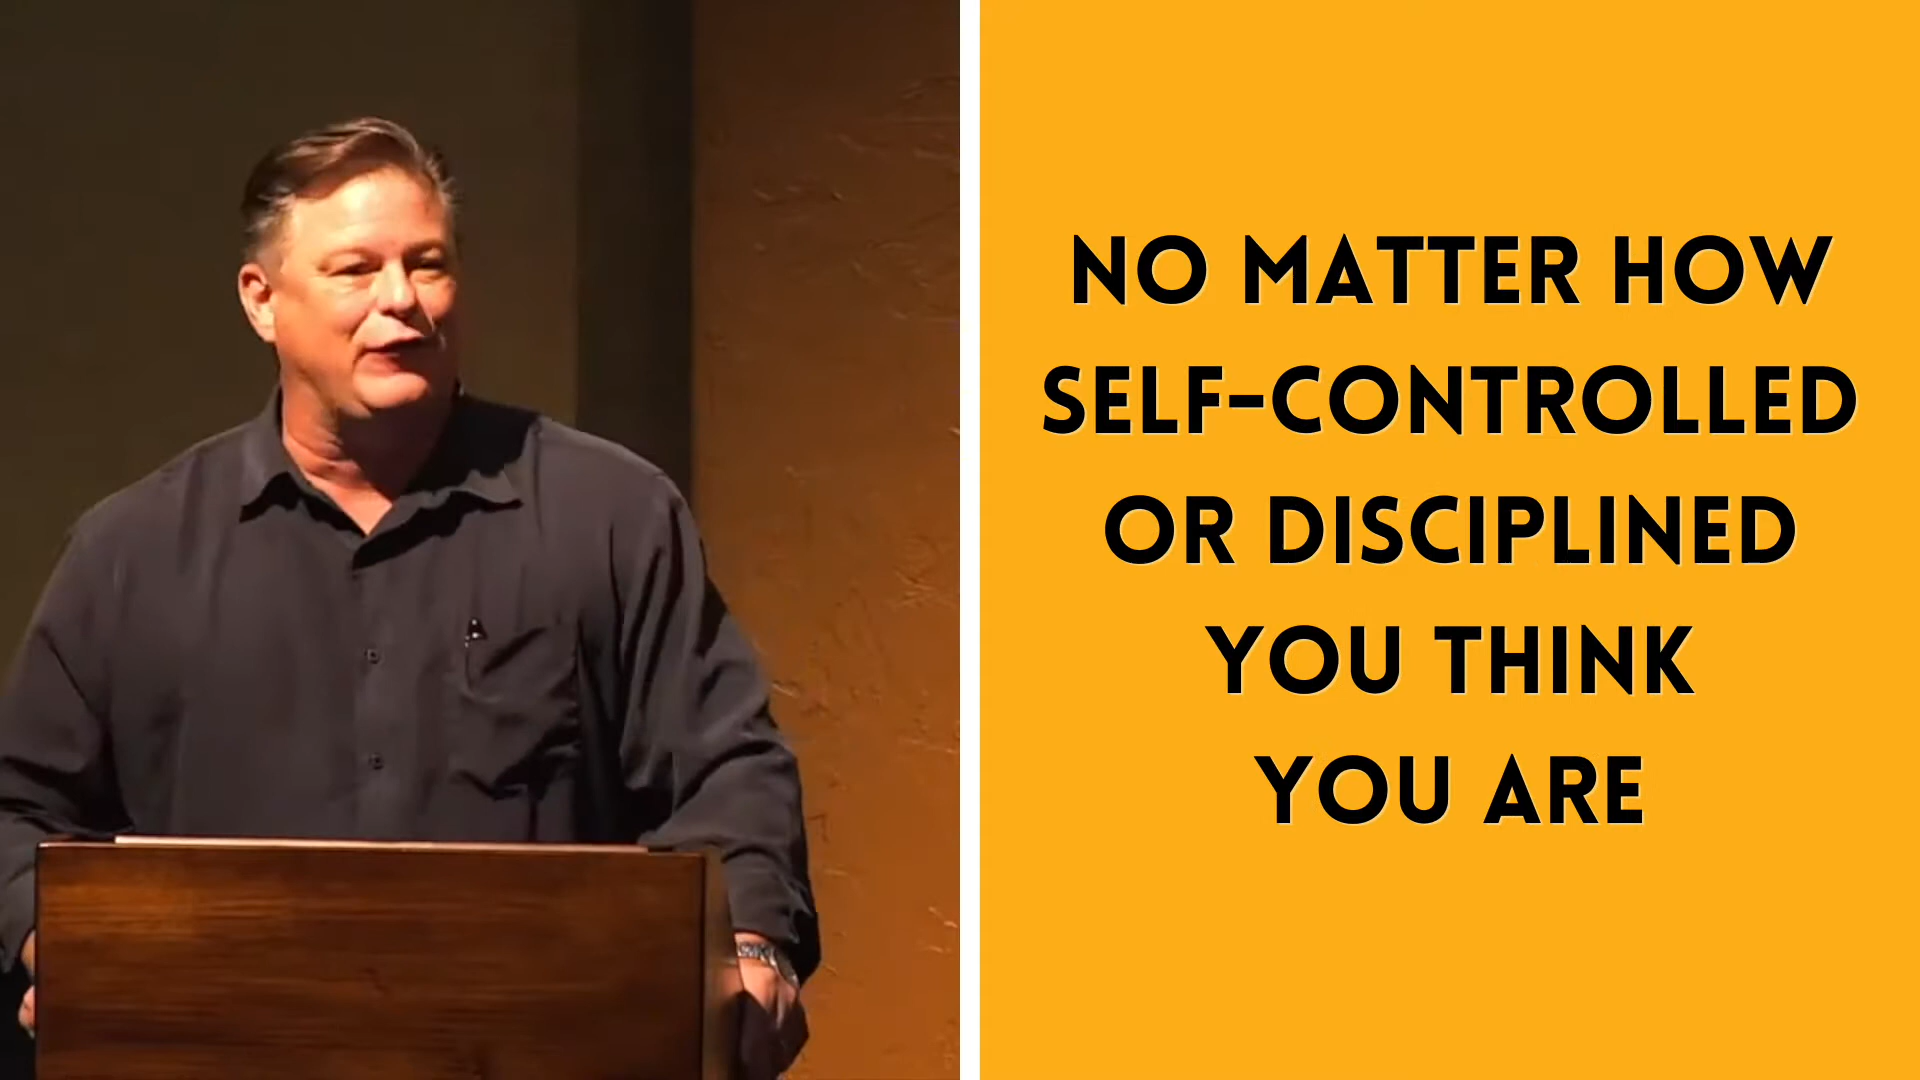 NO MATTER HOW
SELF-CONTROLLED
OR DISCIPLINED
YOU THINK
YOU ARE